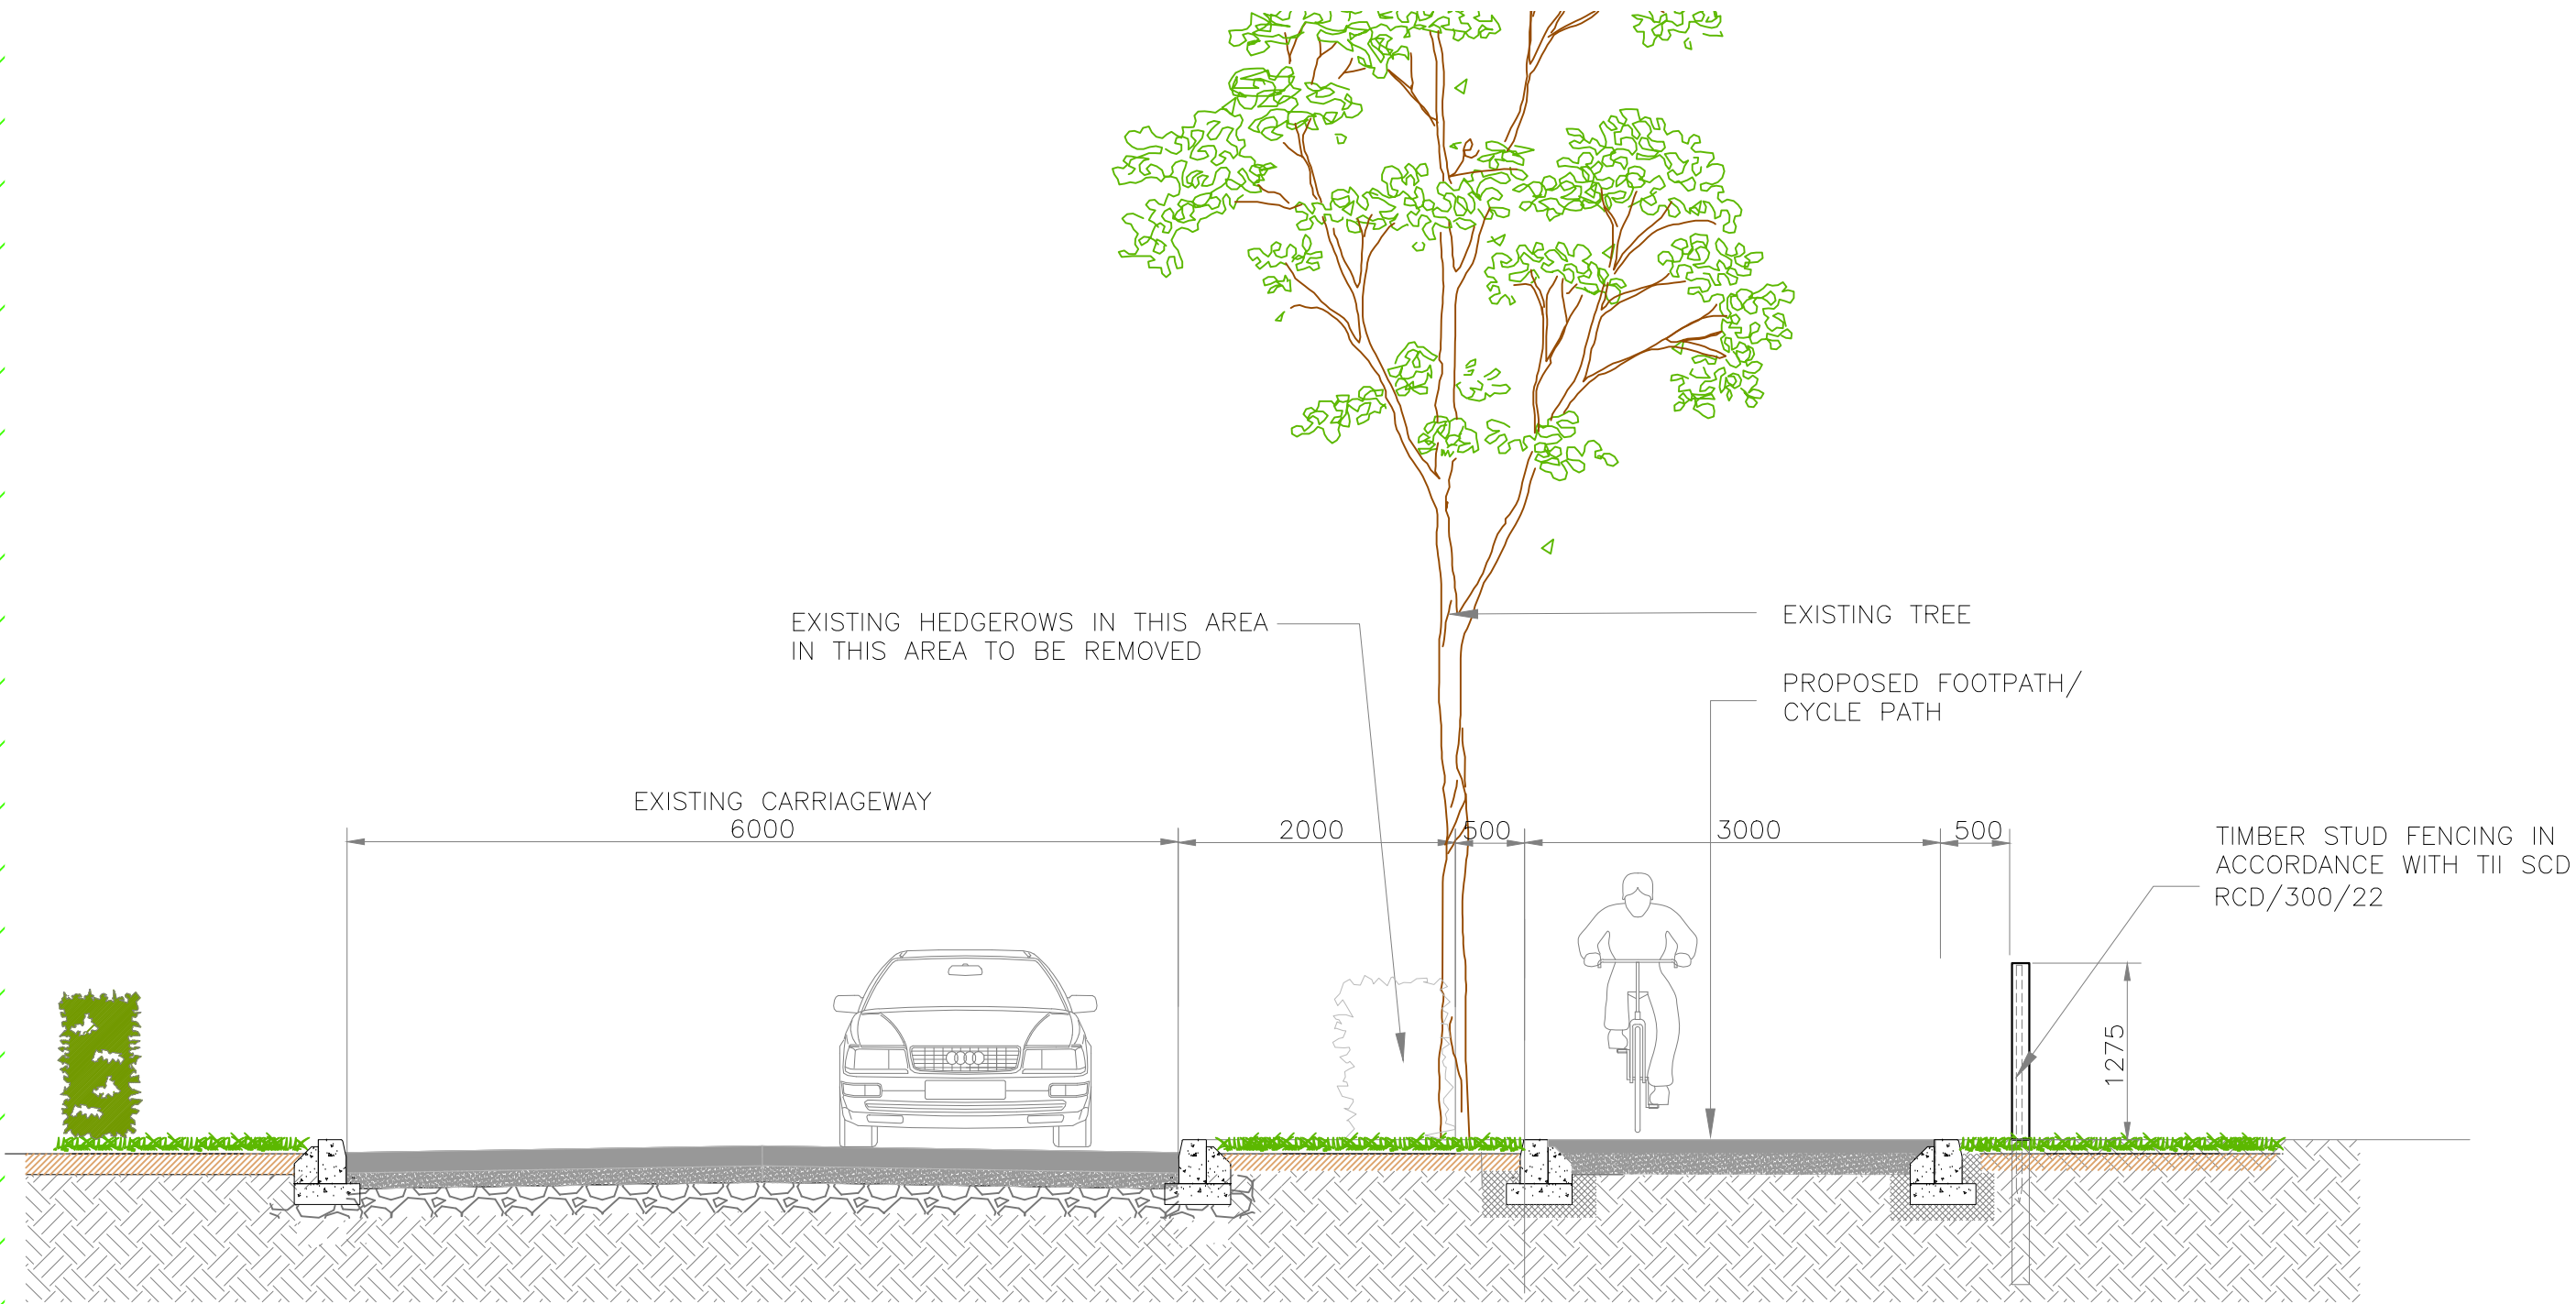 EXISTING HEDGEROWS IN THIS AREA
IN THIS AREA TO BE REMOVED
EXISTING TREE
PROPOSED FOOTPATH/
CYCLE PATH
EXISTING CARRIAGEWAY
6000
2000
500
3000
500
TIMBER STUD FENCING IN
ACCORDANCE WITH TII SCD
RCD/300/22
1275